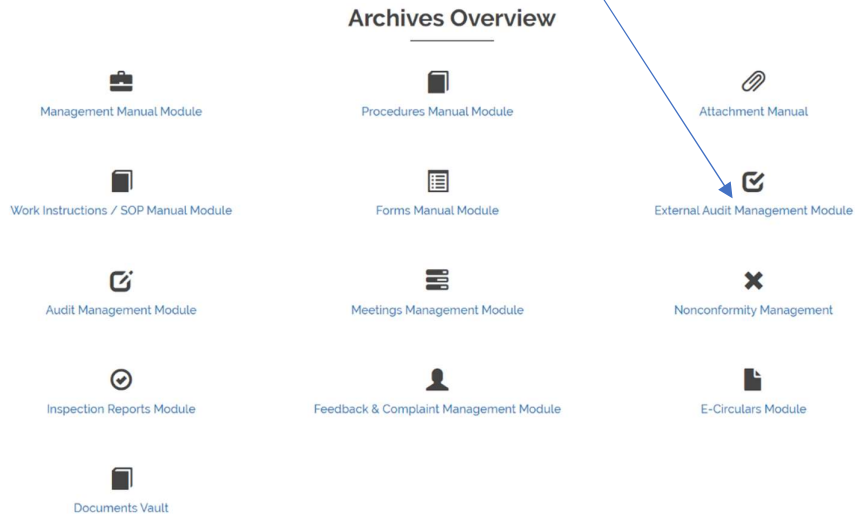 Archives Overview
Management Manual Module
Procedures Manual Module
Attachment Manual
Work Instructions / SOP Manual Module
Forms Manual Module
External Audit Management Module
Audit Management Module
Meetings Management Module
Nonconformity Management
Inspection Reports Module
Feedback & Complaint Management Module
E-Circulars Module
Documents Vault